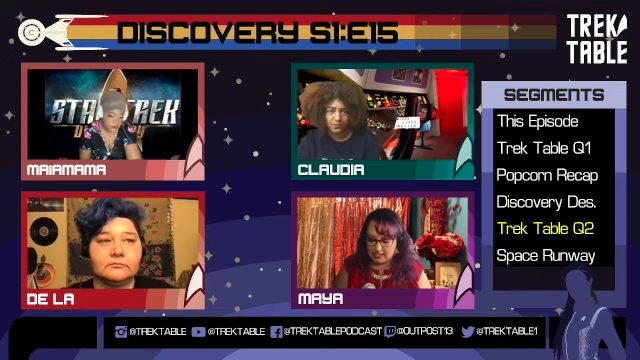 DISCOVERY S1:E15
TREK
TABLE
STAR TREK
MAIAMAMA
CLAUDIA
DE LA
MAYA
SEGMENTS
This Episode
Trek Table Q1
Popcorn Recap
Discovery Des.
Trek Table Q2
Space Runway
@TREKTABLE @TREKTABLE @TREKTABLEPODCAST @OUTPOST13 @TREKTABLE1